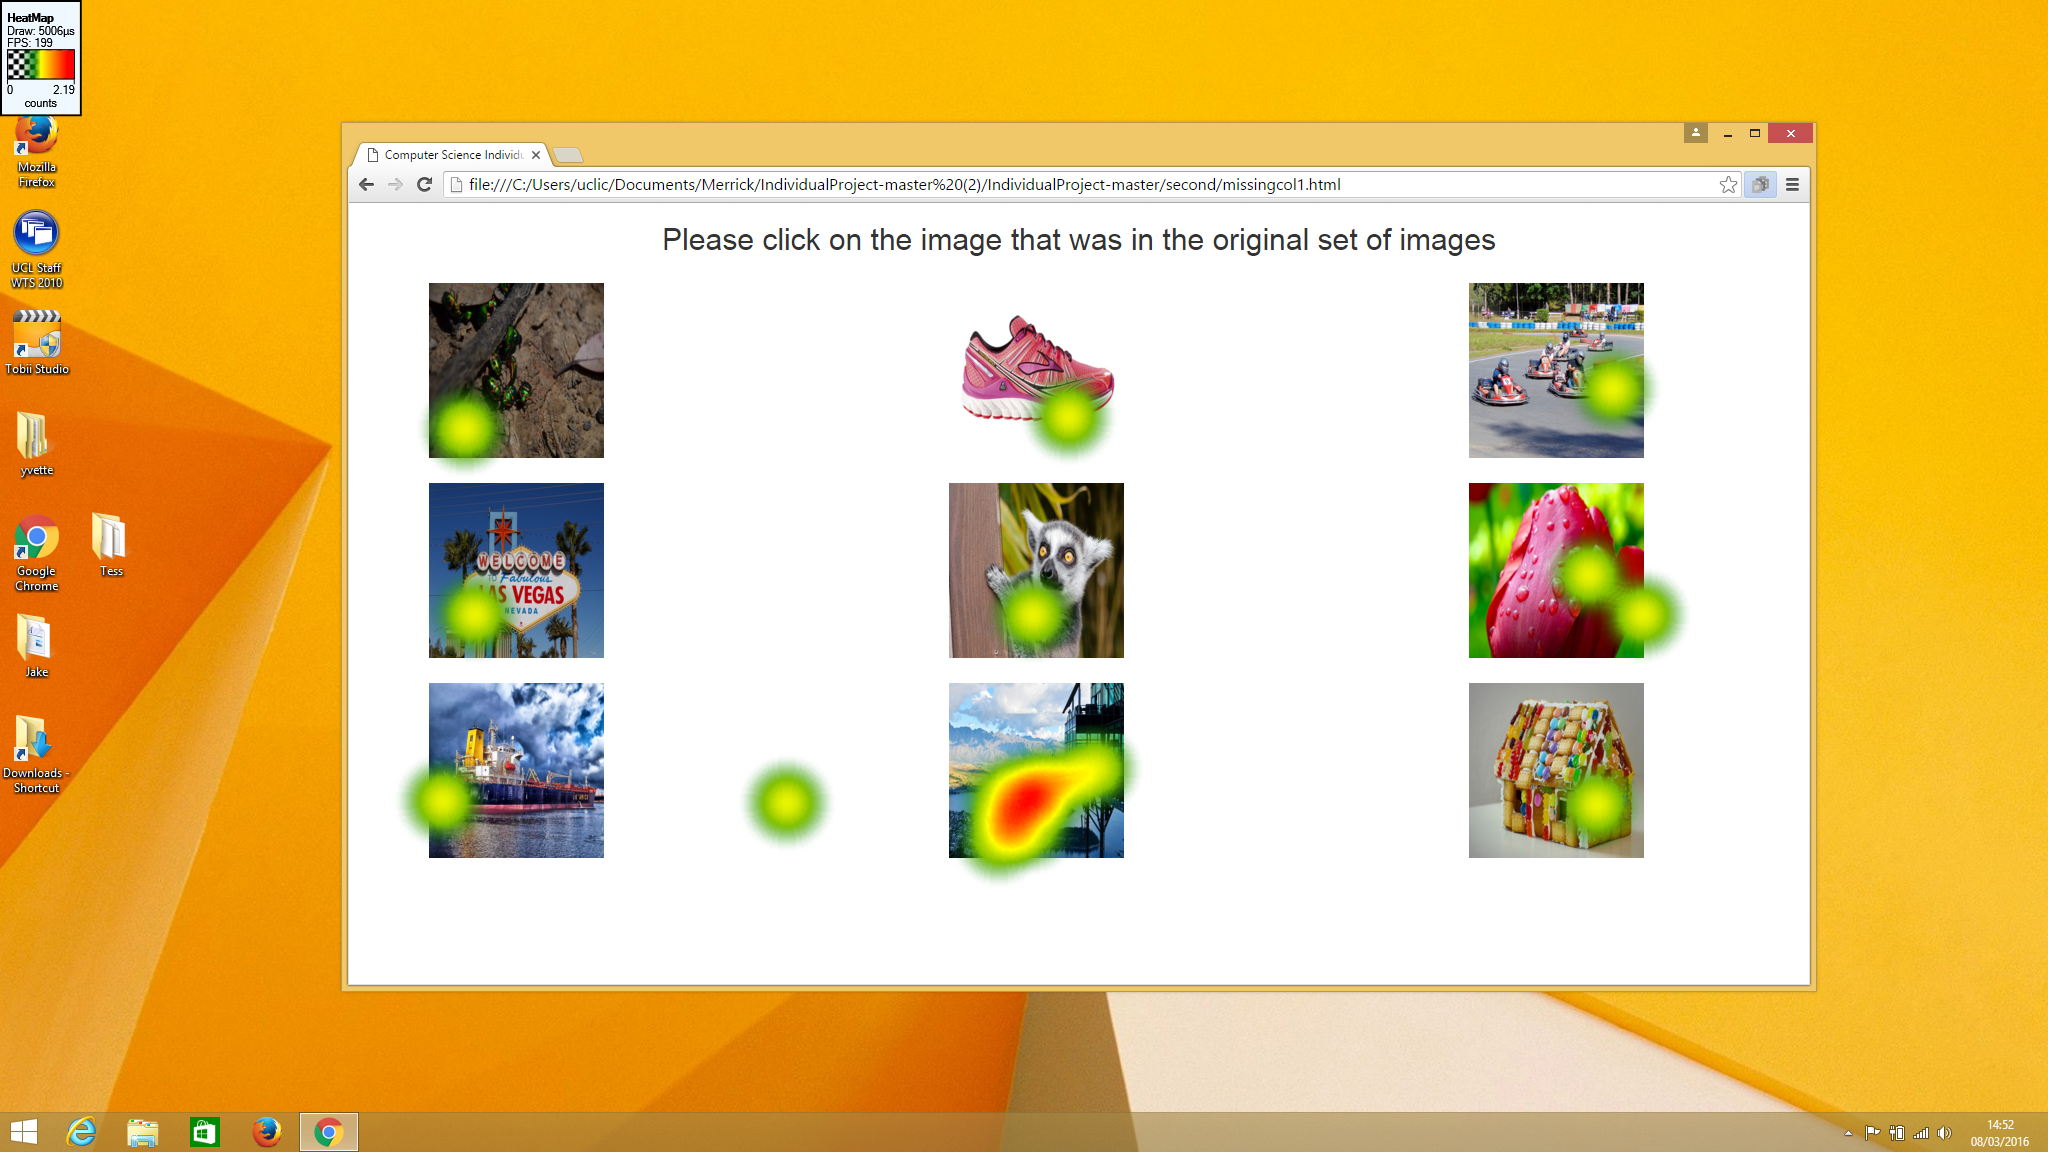 HeatMap
Draw: 5006µs
FPS: 199
0 2.19
counts
Mozilla
Firefox
UCL Staff
WTS 2010
Tobii Studio
yvette
Google
Chrome
Tess
Jake
Downloads -
Shortcut
Computer Science Individu
file:///C:/Users/uclic/Documents/Merrick/IndividualProject-master%20(2)/IndividualProject-master/second/missingcol1.html
Please click on the image that was in the original set of images
WELCOME
TO Fabulous
LAS VEGAS
NEVADA
14:52
08/03/2016